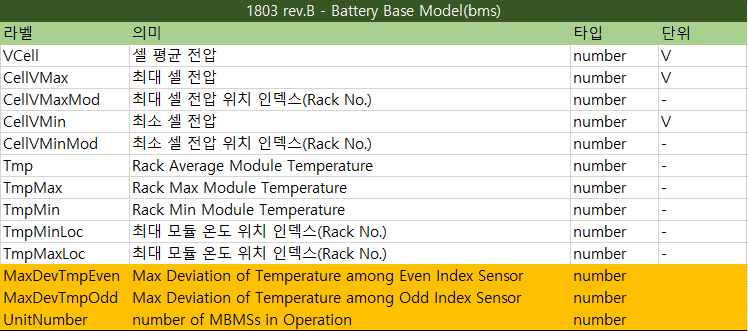 1803 rev.B - Battery Base Model(bms)
라벨 의미 타입 단위
VCell 셀 평균 전압 number V
CellVMax 최대 셀 전압 number V
CellVMaxMod 최대 셀 전압 위치 인덱스(Rack No.) number -
CellVMin 최소 셀 전압 number V
CellVMinMod 최소 셀 전압 위치 인덱스(Rack No.) number -
Tmp Rack Average Module Temperature number -
TmpMax Rack Max Module Temperature number -
TmpMin Rack Min Module Temperature number -
TmpMinLoc 최대 모듈 온도 위치 인덱스(Rack No.) number -
TmpMaxLoc 최대 모듈 온도 위치 인덱스(Rack No.) number -
MaxDevTmpEven Max Deviation of Temperature among Even Index Sensor number
MaxDevTmpOdd Max Deviation of Temperature among Odd Index Sensor number
UnitNumber number of MBMSs in Operation number